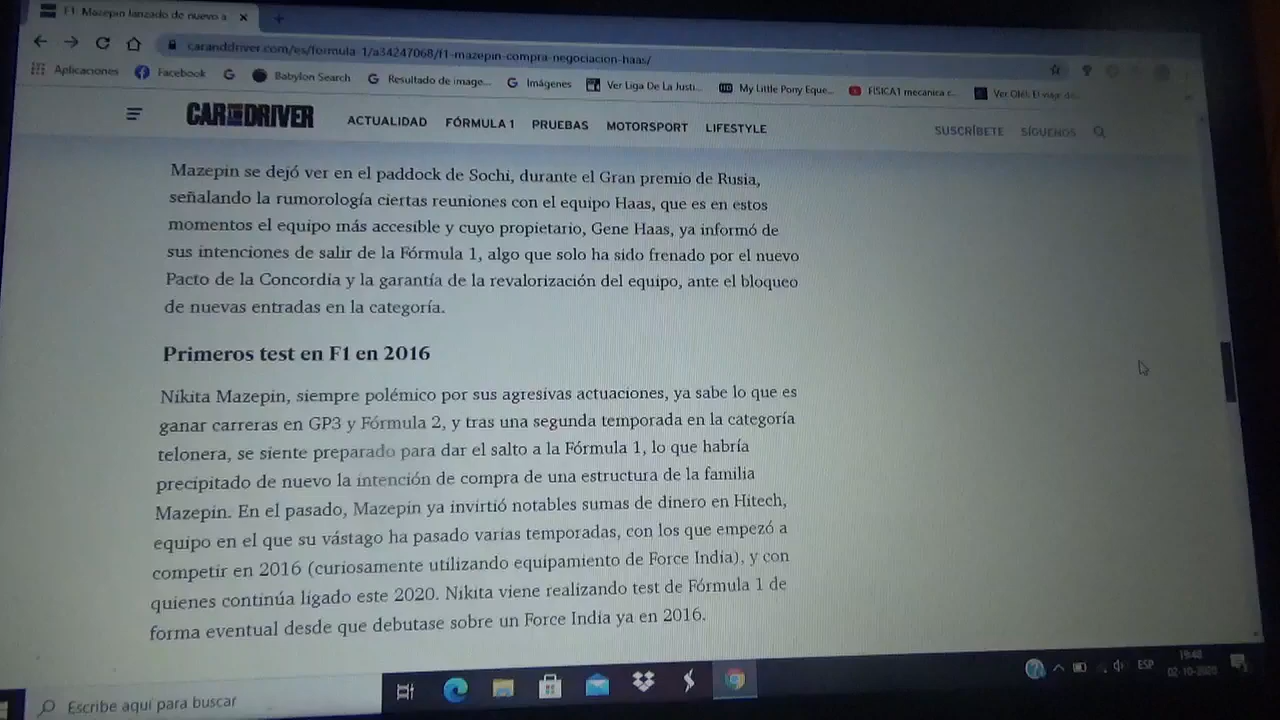 F1: Mazepin lanzado de nuevo a
caranddriver.com/es/formula-1/a34247068/f1-mazepin-compra-negociacion-haas/
Aplicaciones Facebook Babylon Search Resultado de image... Imágenes Ver Liga De La Justi... My Little Pony Eque... FISICA1 mecanica c...
CAR AND DRIVER ACTUALIDAD FÓRMULA 1 PRUEBAS MOTORSPORT LIFESTYLE SUSCRÍBETE SÍGUENOS
Mazepin se dejó ver en el paddock de Sochi, durante el Gran premio de Rusia,
señalando la rumorología ciertas reuniones con el equipo Haas, que es en estos
momentos el equipo más accesible y cuyo propietario, Gene Haas, ya informó de
sus intenciones de salir de la Fórmula 1, algo que solo ha sido frenado por el nuevo
Pacto de la Concordia y la garantía de la revalorización del equipo, ante el bloqueo
de nuevas entradas en la categoría.
Primeros test en F1 en 2016
Nikita Mazepin, siempre polémico por sus agresivas actuaciones, ya sabe lo que es
ganar carreras en GP3 y Fórmula 2, y tras una segunda temporada en la categoría
telonera, se siente preparado para dar el salto a la Fórmula 1, lo que habría
precipitado de nuevo la intención de compra de una estructura de la familia
Mazepin. En el pasado, Mazepin ya invirtió notables sumas de dinero en Hitech,
equipo en el que su vástago ha pasado varias temporadas, con los que empezó a
competir en 2016 (curiosamente utilizando equipamiento de Force India), y con
quienes continúa ligado este 2020. Nikita viene realizando test de Fórmula 1 de
forma eventual desde que debutase sobre un Force India ya en 2016.
Escribe aquí para buscar
ESP
19:48
02-10-2020